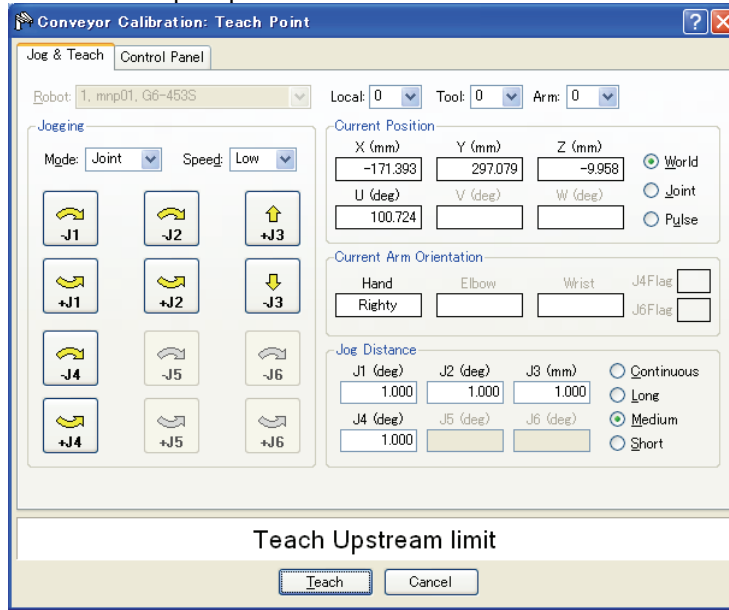 Conveyor Calibration: Teach Point
Jog & Teach Control Panel
Robot: 1, mnp01, G6-453S Local: 0 Tool: 0 Arm: 0
Jogging
Mode: Joint Speed: Low
-J1 -J2 +J3
+J1 +J2 -J3
-J4 -J5 -J6
+J4 +J5 +J6
Current Position
X (mm) Y (mm) Z (mm)
-171.393 297.079 -9.958
World
U (deg) V (deg) W (deg)
Joint
100.724
Pulse
Current Arm Orientation
Hand Elbow Wrist J4Flag
Righty
J6Flag
Jog Distance
J1 (deg) J2 (deg) J3 (mm)
Continuous
1.000 1.000 1.000
Long
J4 (deg) J5 (deg) J6 (deg)
Medium
1.000
Short
Teach Upstream limit
Teach Cancel